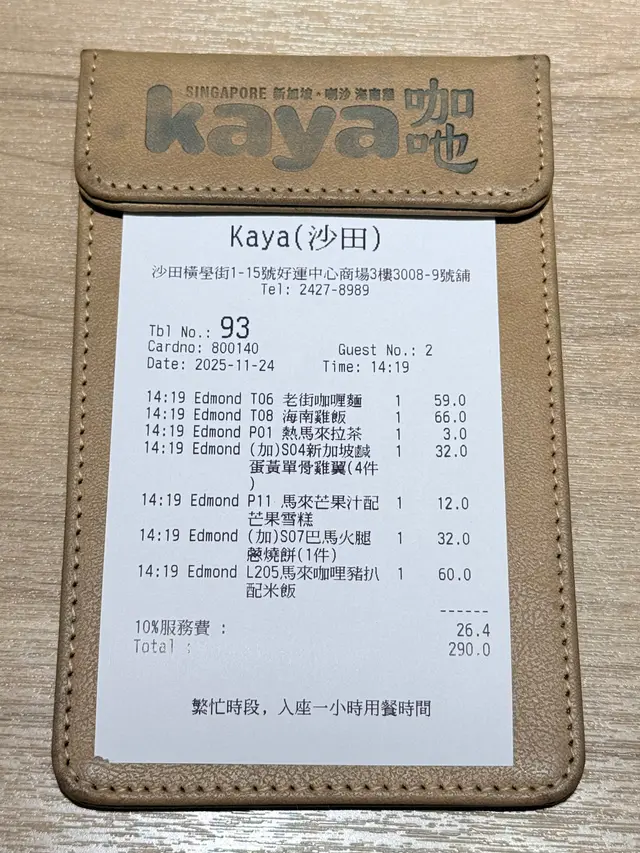 SINGAPORE 新加坡·喇沙 海南雞
kaya 咖吔
Kaya(沙田)
沙田橫學街1-15號好運中心商場3樓3008-9號舖
Tel: 2427-8989
Tbl No.: 93
Cardno: 800140 Guest No.: 2
Date: 2025-11-24 Time: 14:19
14:19 Edmond T06 老街咖喱麵 1 59.0
14:19 Edmond T08 海南雞飯 1 66.0
14:19 Edmond P01 熱馬來拉茶 1 3.0
14:19 Edmond (加)S04新加坡鹹 1 32.0
蛋黃單骨雞翼(4件
)
14:19 Edmond P11 馬來芒果汁配 1 12.0
芒果雪糕
14:19 Edmond (加)S07巴馬火腿 1 32.0
蔥燒餅(1件)
14:19 Edmond L205馬來咖哩豬扒 1 60.0
配米飯
------
10%服務費 : 26.4
Total : 290.0
繁忙時段, 入座一小時用餐時間